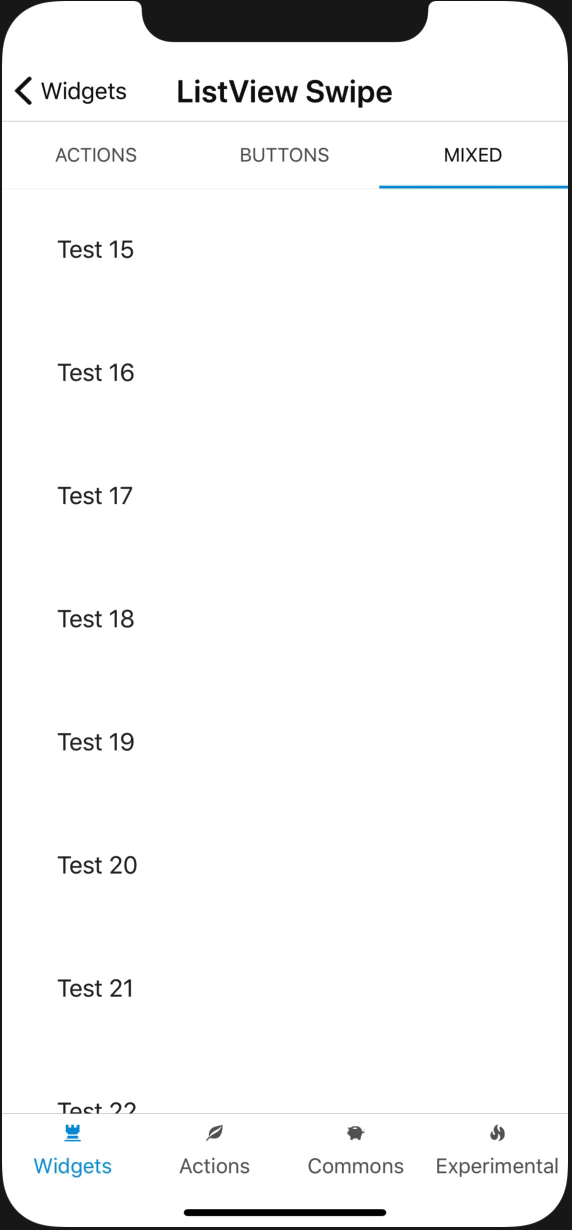 Widgets ListView Swipe
ACTIONS BUTTONS MIXED
Test 15
Test 16
Test 17
Test 18
Test 19
Test 20
Test 21
Test 22
Widgets Actions Commons Experimental